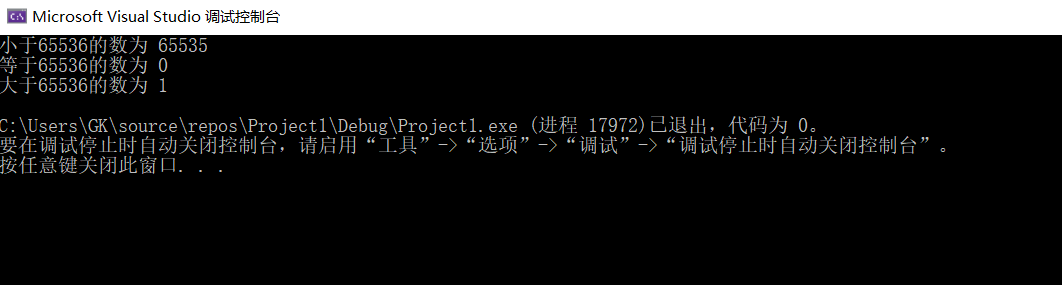 Microsoft Visual Studio 调试控制台
小于65536的数为 65535
等于65536的数为 0
大于65536的数为 1
C:\Users\GK\source\repos\Project1\Debug\Project1.exe (进程 17972)已退出，代码为 0。
要在调试停止时自动关闭控制台，请启用“工具”->“选项”->“调试”->“调试停止时自动关闭控制台”。
按任意键关闭此窗口. . .